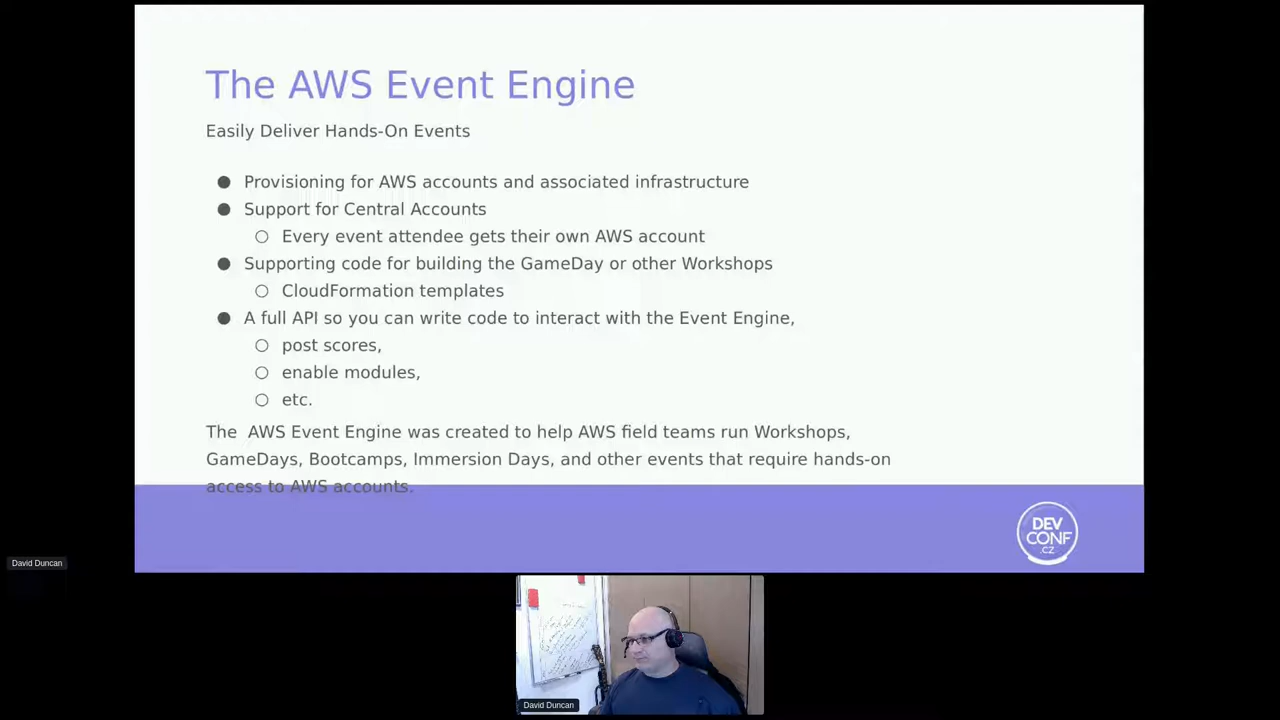 The AWS Event Engine
Easily Deliver Hands-On Events
● Provisioning for AWS accounts and associated infrastructure
● Support for Central Accounts
○ Every event attendee gets their own AWS account
● Supporting code for building the GameDay or other Workshops
○ CloudFormation templates
● A full API so you can write code to interact with the Event Engine,
○ post scores,
○ enable modules,
○ etc.
The AWS Event Engine was created to help AWS field teams run Workshops,
GameDays, Bootcamps, Immersion Days, and other events that require hands-on
access to AWS accounts.
DEV
CONF
.CZ
David Duncan
David Duncan